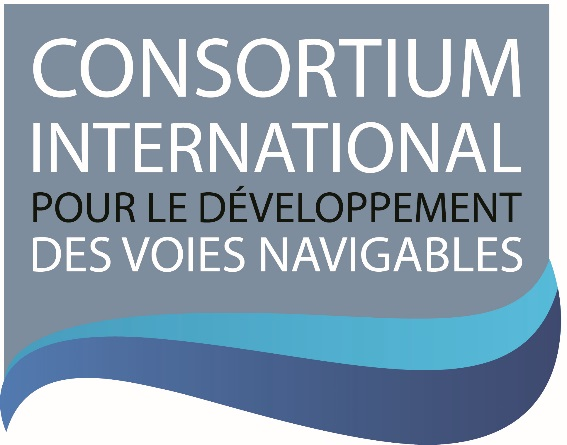 CONSORTIUM
INTERNATIONAL
POUR LE DÉVELOPPEMENT
DES VOIES NAVIGABLES